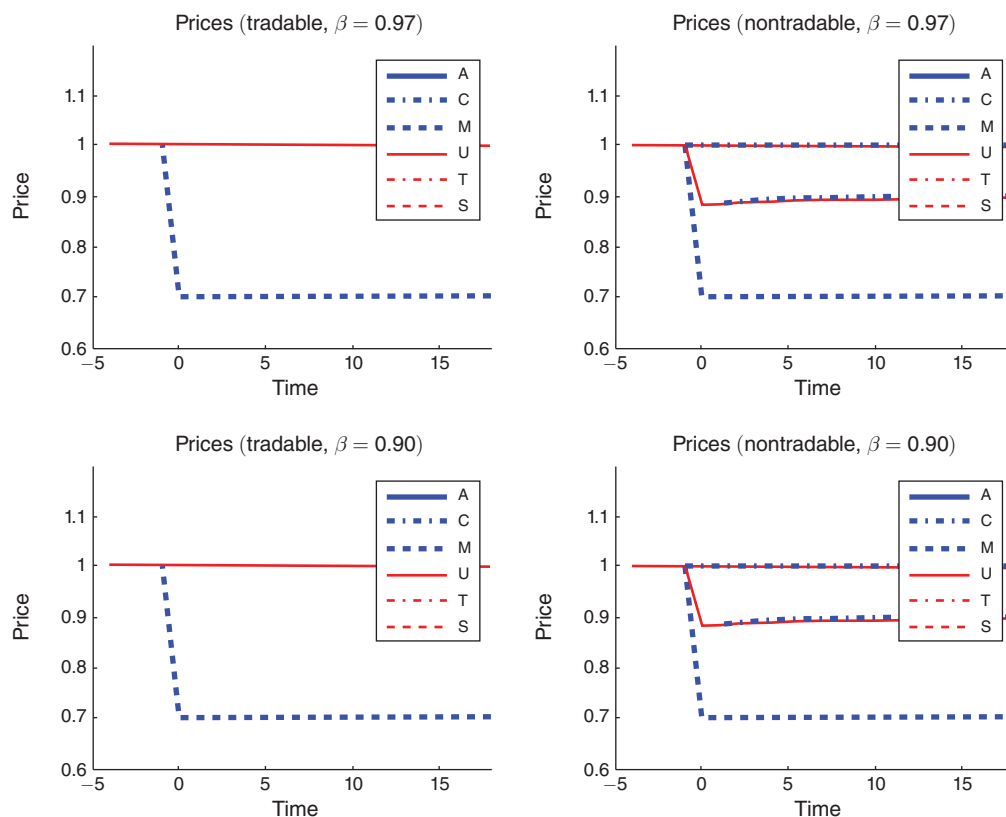 Prices (tradable, β = 0.97)
Price
1.1
1
0.9
0.8
0.7
0.6
−5
0
5
10
15
Time
A
C
M
U
T
S
Prices (nontradable, β = 0.97)
Price
1.1
1
0.9
0.8
0.7
0.6
−5
0
5
10
15
Time
A
C
M
U
T
S
Prices (tradable, β = 0.90)
Price
1.1
1
0.9
0.8
0.7
0.6
−5
0
5
10
15
Time
A
C
M
U
T
S
Prices (nontradable, β = 0.90)
Price
1.1
1
0.9
0.8
0.7
0.6
−5
0
5
10
15
Time
A
C
M
U
T
S